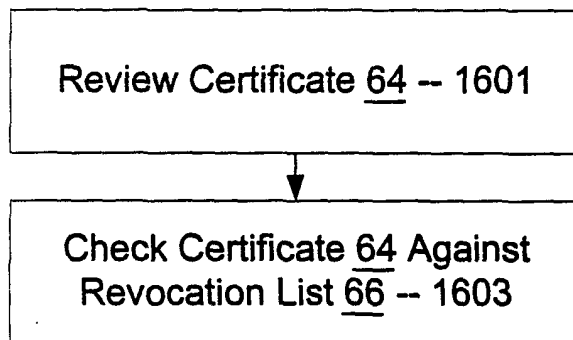 Review Certificate 64 -- 1601
Check Certificate 64 Against
Revocation List 66 -- 1603